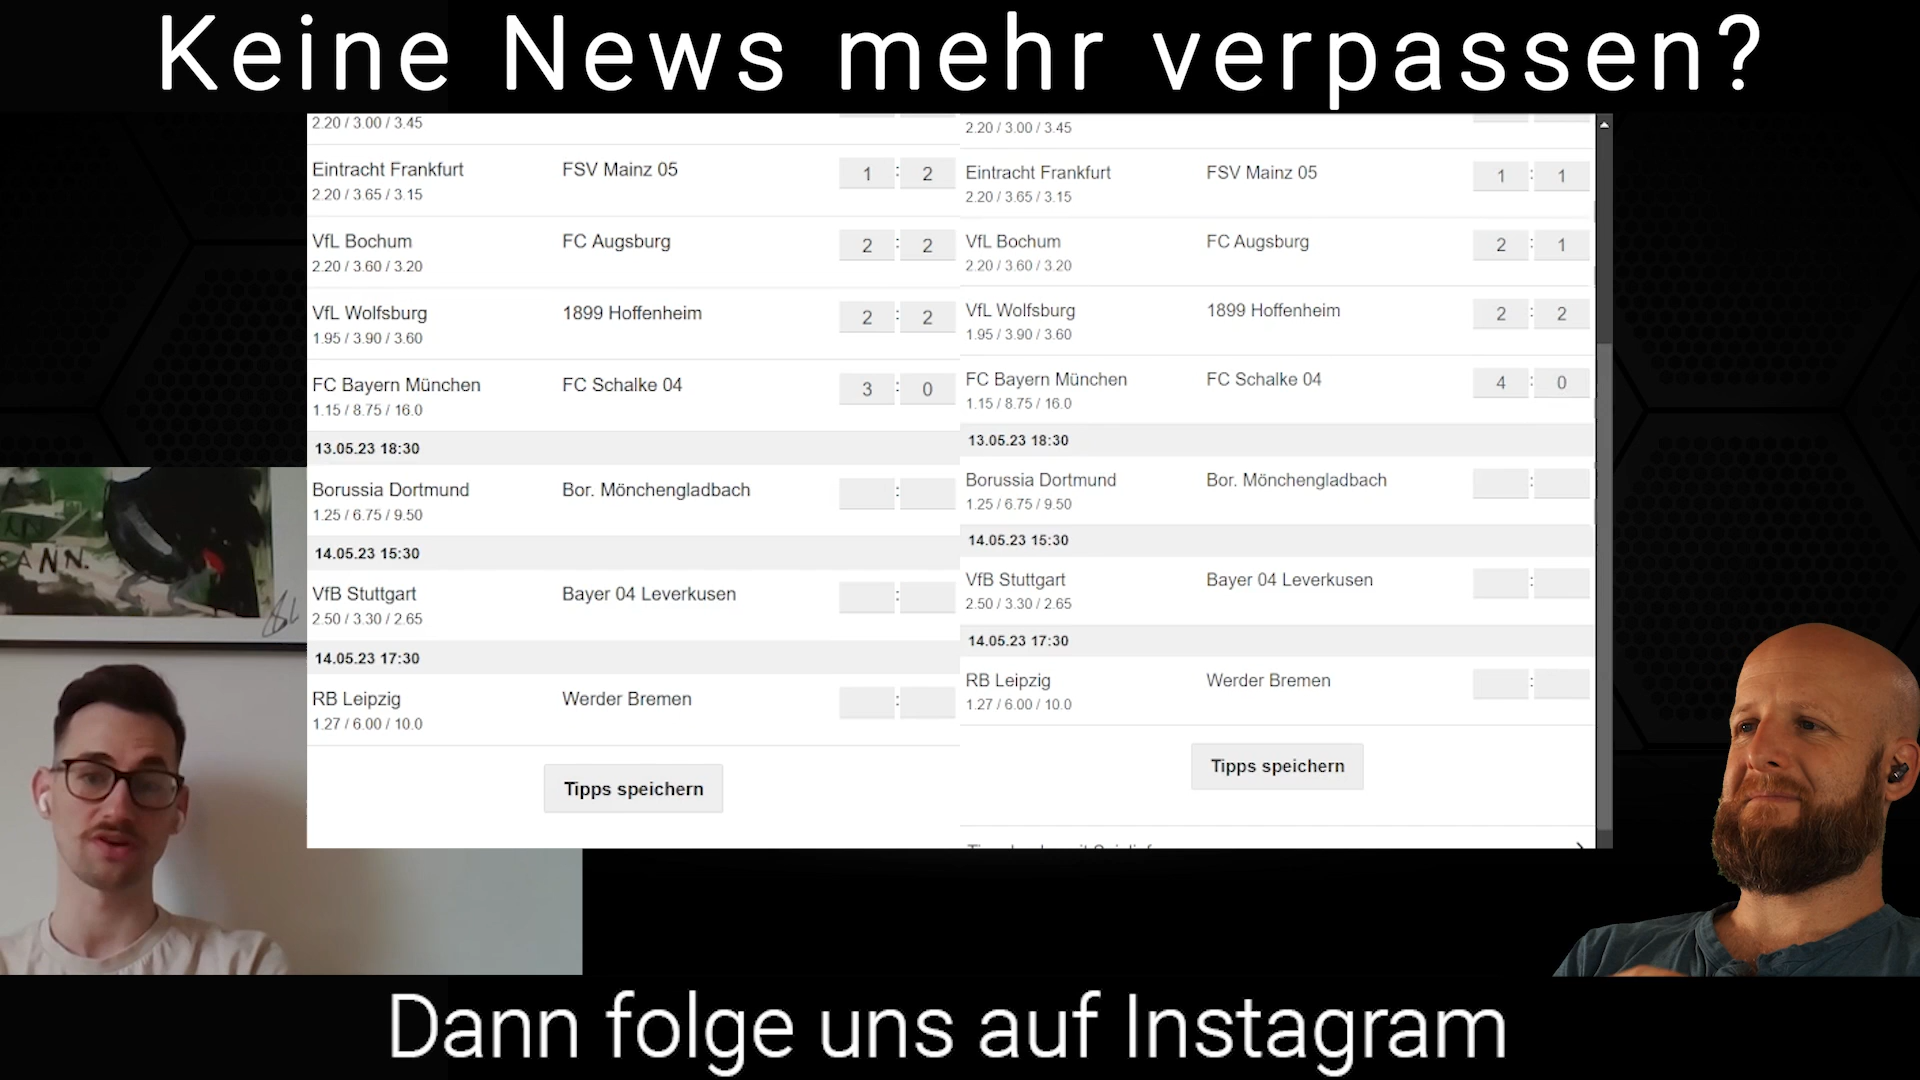 Keine News mehr verpassen?
2.20 / 3.00 / 3.45
Eintracht Frankfurt FSV Mainz 05 1 : 2
2.20 / 3.65 / 3.15
VfL Bochum FC Augsburg 2 : 2
2.20 / 3.60 / 3.20
VfL Wolfsburg 1899 Hoffenheim 2 : 2
1.95 / 3.90 / 3.60
FC Bayern München FC Schalke 04 3 : 0
1.15 / 8.75 / 16.0
13.05.23 18:30
Borussia Dortmund Bor. Mönchengladbach :
1.25 / 6.75 / 9.50
14.05.23 15:30
VfB Stuttgart Bayer 04 Leverkusen :
2.50 / 3.30 / 2.65
14.05.23 17:30
RB Leipzig Werder Bremen :
1.27 / 6.00 / 10.0
Tipps speichern
2.20 / 3.00 / 3.45
Eintracht Frankfurt FSV Mainz 05 1 : 1
2.20 / 3.65 / 3.15
VfL Bochum FC Augsburg 2 : 1
2.20 / 3.60 / 3.20
VfL Wolfsburg 1899 Hoffenheim 2 : 2
1.95 / 3.90 / 3.60
FC Bayern München FC Schalke 04 4 : 0
1.15 / 8.75 / 16.0
13.05.23 18:30
Borussia Dortmund Bor. Mönchengladbach :
1.25 / 6.75 / 9.50
14.05.23 15:30
VfB Stuttgart Bayer 04 Leverkusen :
2.50 / 3.30 / 2.65
14.05.23 17:30
RB Leipzig Werder Bremen :
1.27 / 6.00 / 10.0
Tipps speichern
ANN.
Dann folge uns auf Instagram